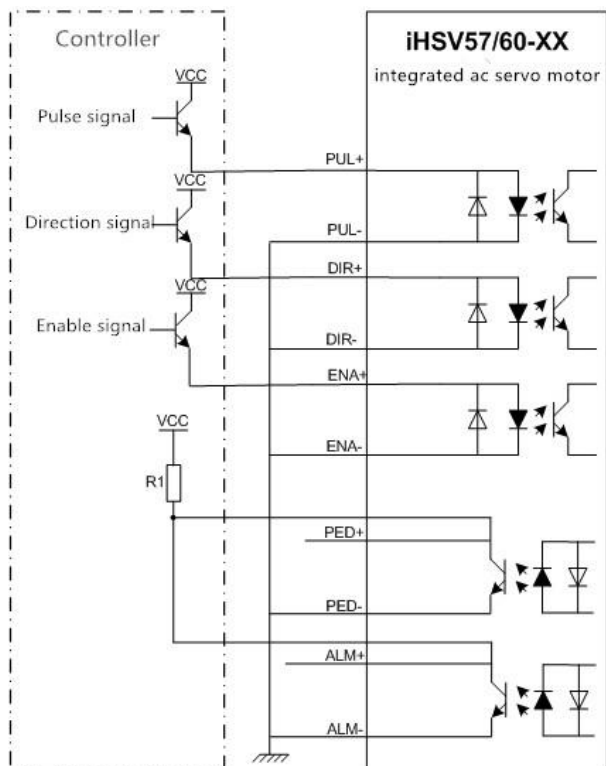 Controller
iHSV57/60-XX
integrated ac servo motor
VCC
Pulse signal
PUL+
VCC
Direction signal
PUL-
DIR+
VCC
Enable signal
DIR-
ENA+
VCC
ENA-
R1
PED+
PED-
ALM+
ALM-